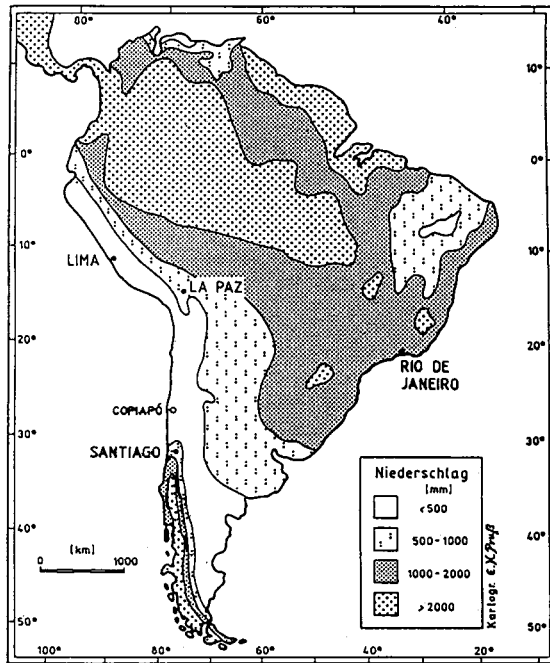 80°
60°
40°
10°
10°
0°
0°
10°
10°
LIMA
LA PAZ
20°
20°
RIO DE
JANEIRO
COPIAPÓ
30°
30°
SANTIAGO
Niederschlag
[mm]
< 500
500 - 1000
1000 - 2000
> 2000
40°
40°
0 [km] 1000
50°
50°
100°
80°
60°
40°
20°
Kartogr. E.K. Pruß